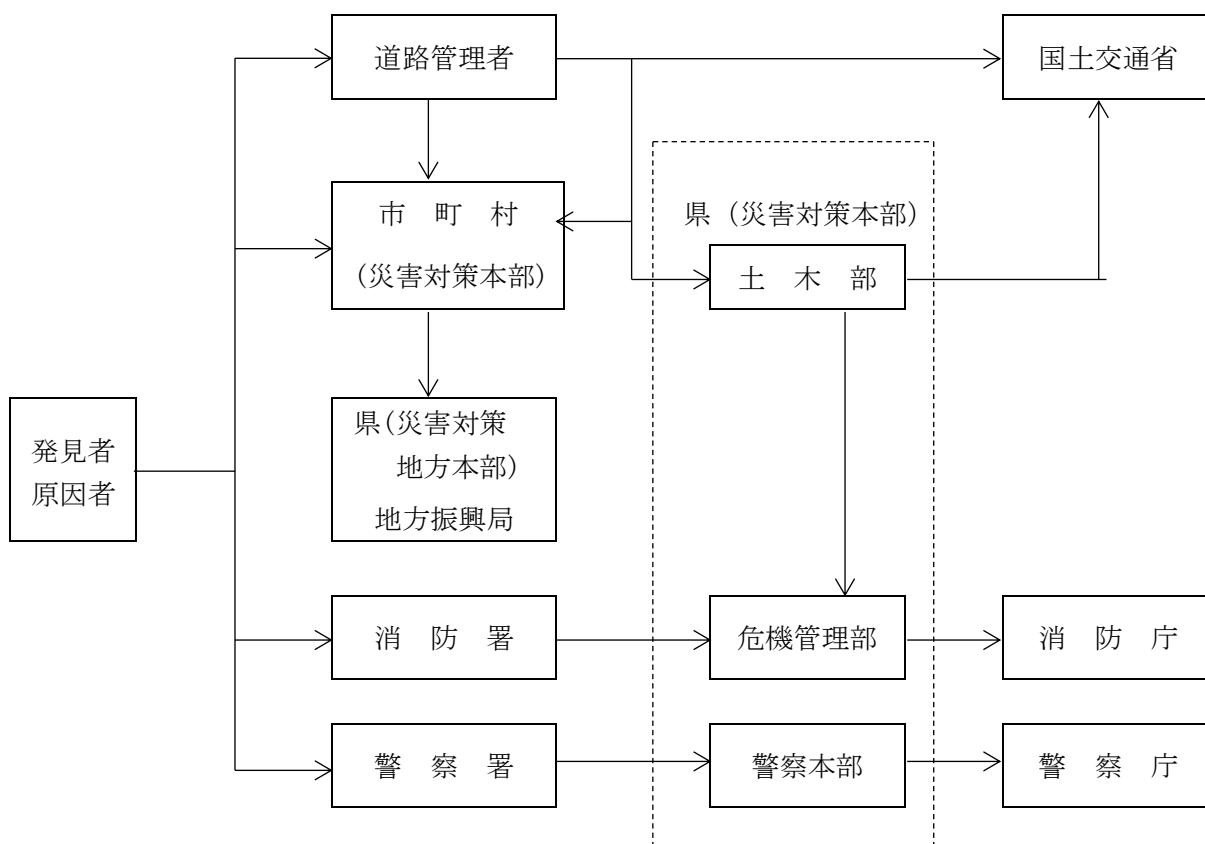 道路管理者
国土交通省
市　町　村
(災害対策本部)
県（災害対策本部）
土　木　部
発見者
原因者
県(災害対策
地方本部)
地方振興局
消　防　署
危機管理部
消　防　庁
警　察　署
警察本部
警　察　庁